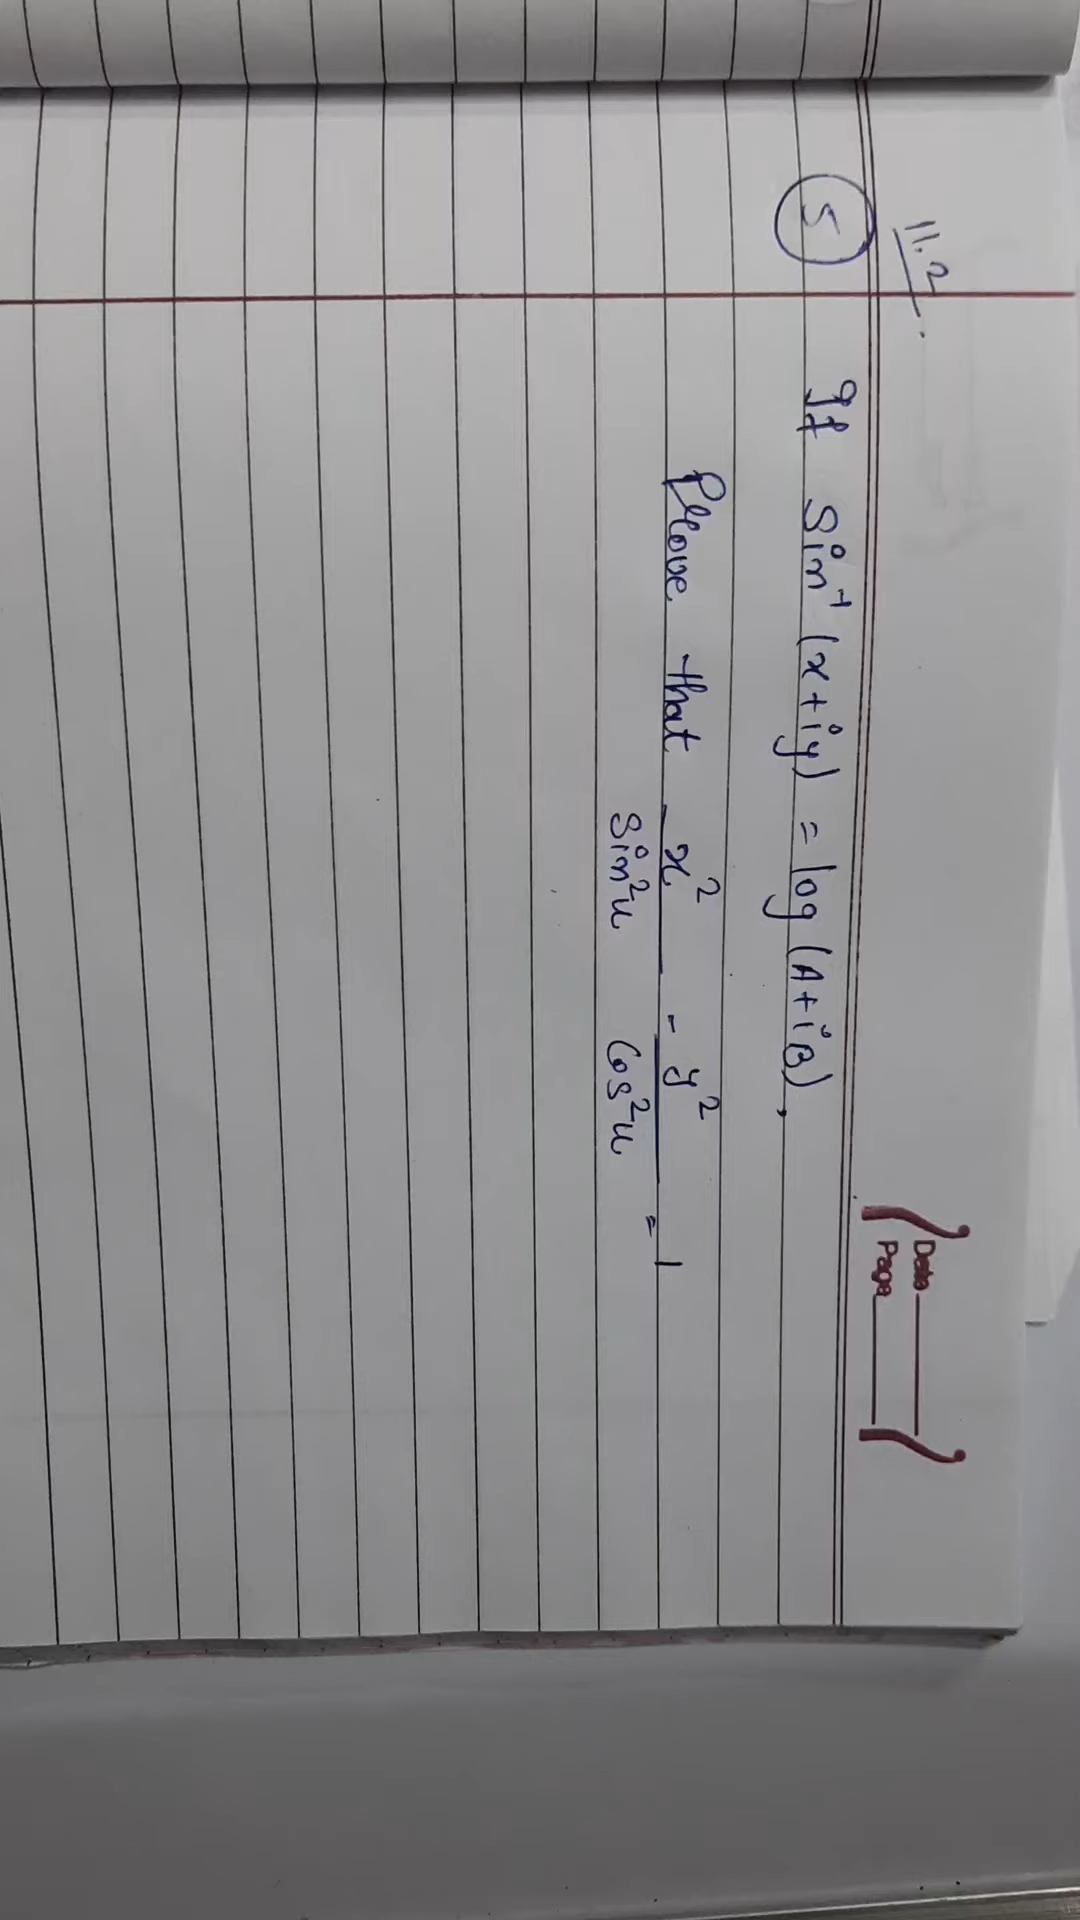 Date
Page
11.2
5 If Sin⁻¹(x+iy) = log(A+iB),
Prove that x²/Sin²u - y²/Cos²u = 1